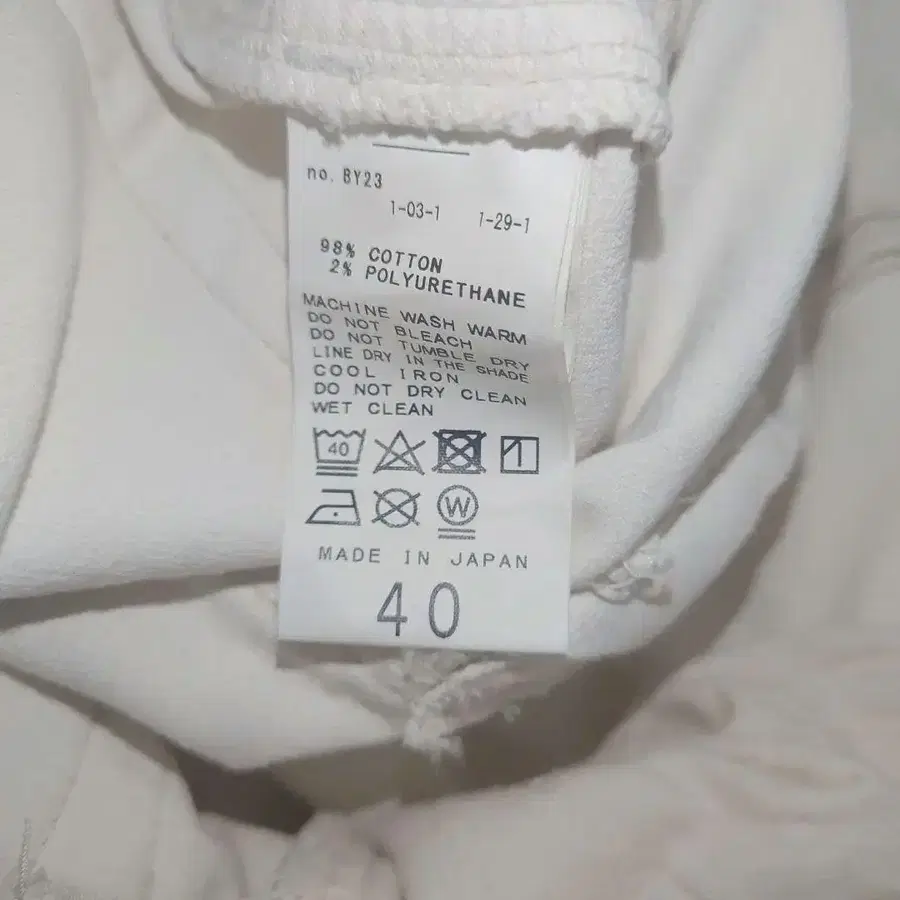 no. BY23
1-03-1 1-29-1
98% COTTON
2% POLYURETHANE
MACHINE WASH WARM
DO NOT BLEACH
DO NOT TUMBLE DRY
LINE DRY IN THE SHADE
COOL IRON
DO NOT DRY CLEAN
WET CLEAN
40
W
MADE IN JAPAN
40